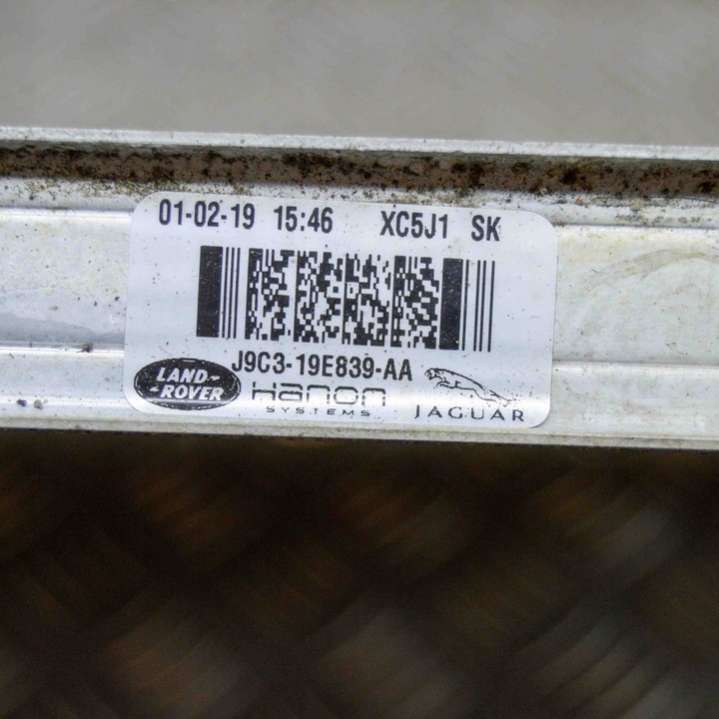 01-02-19 15:46 XC5J1 SK
J9C3-19E839-AA
LAND-
-ROVER
Hanon
SYSTEMS
JAGUAR